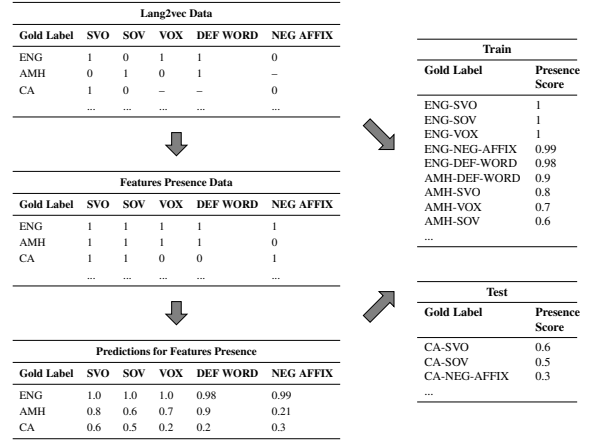 Lang2vec Data
Gold Label SVO SOV VOX DEF WORD NEG AFFIX
ENG 1 0 1 1 0
AMH 0 1 0 1 –
CA 1 0 – – 0
... ... ... ... ...
Features Presence Data
Gold Label SVO SOV VOX DEF WORD NEG AFFIX
ENG 1 1 1 1 1
AMH 1 1 1 1 0
CA 1 1 0 0 1
... ... ... ... ...
Predictions for Features Presence
Gold Label SVO SOV VOX DEF WORD NEG AFFIX
ENG 1.0 1.0 1.0 0.98 0.99
AMH 0.8 0.6 0.7 0.9 0.21
CA 0.6 0.5 0.2 0.2 0.3
Train
Gold Label Presence
Score
ENG-SVO 1
ENG-SOV 1
ENG-VOX 1
ENG-NEG-AFFIX 0.99
ENG-DEF-WORD 0.98
AMH-DEF-WORD 0.9
AMH-SVO 0.8
AMH-VOX 0.7
AMH-SOV 0.6
...
Test
Gold Label Presence
Score
CA-SVO 0.6
CA-SOV 0.5
CA-NEG-AFFIX 0.3
...